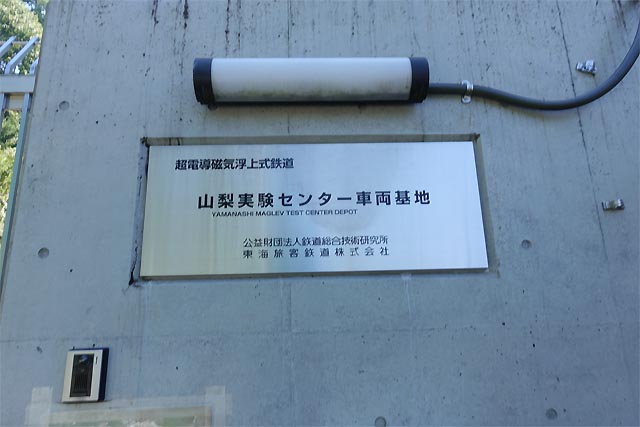 超電導磁気浮上式鉄道
山梨実験センター車両基地
YAMANASHI MAGLEV TEST CENTER DEPOT
公益財団法人鉄道総合技術研究所
東海旅客鉄道株式会社